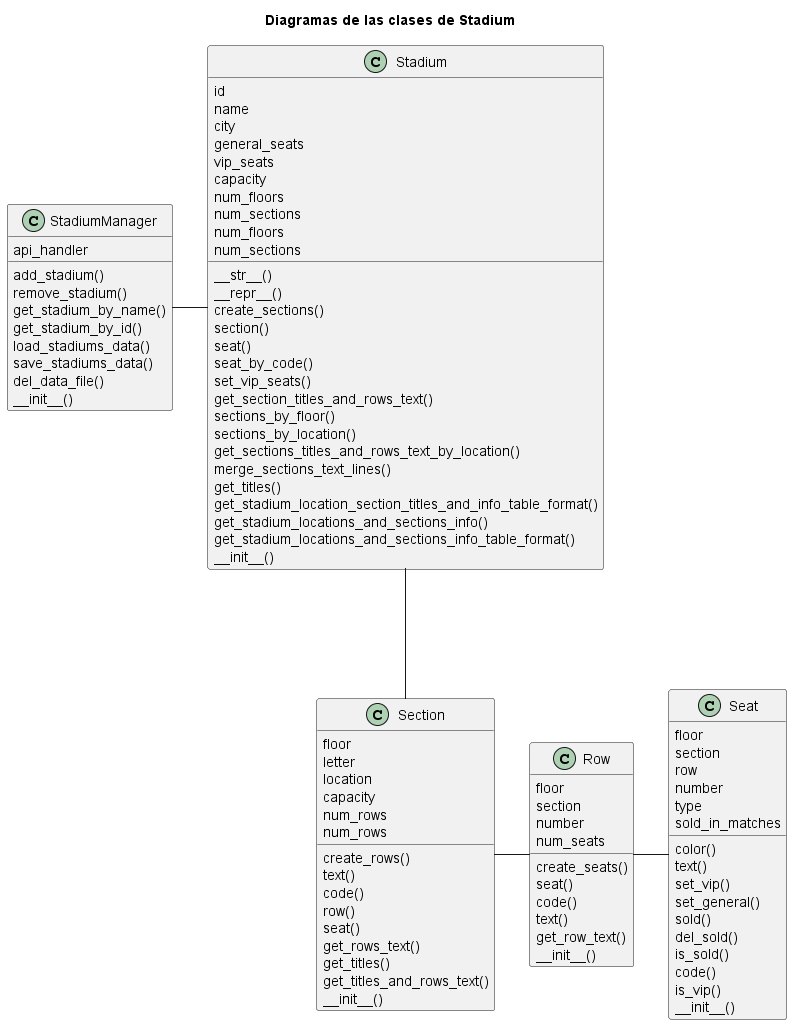 Diagramas de las clases de Stadium
C Stadium
id
name
city
general_seats
vip_seats
capacity
num_floors
num_sections
num_floors
num_sections
__str__()
__repr__()
create_sections()
section()
seat()
seat_by_code()
set_vip_seats()
get_section_titles_and_rows_text()
sections_by_floor()
sections_by_location()
get_sections_titles_and_rows_text_by_location()
merge_sections_text_lines()
get_titles()
get_stadium_location_section_titles_and_info_table_format()
get_stadium_locations_and_sections_info()
get_stadium_locations_and_sections_info_table_format()
__init__()
C StadiumManager
api_handler
add_stadium()
remove_stadium()
get_stadium_by_name()
get_stadium_by_id()
load_stadiums_data()
save_stadiums_data()
del_data_file()
__init__()
C Section
floor
letter
location
capacity
num_rows
num_rows
create_rows()
text()
code()
row()
seat()
get_rows_text()
get_titles()
get_titles_and_rows_text()
__init__()
C Row
floor
section
number
num_seats
create_seats()
seat()
code()
text()
get_row_text()
__init__()
C Seat
floor
section
row
number
type
sold_in_matches
color()
text()
set_vip()
set_general()
sold()
del_sold()
is_sold()
code()
is_vip()
__init__()